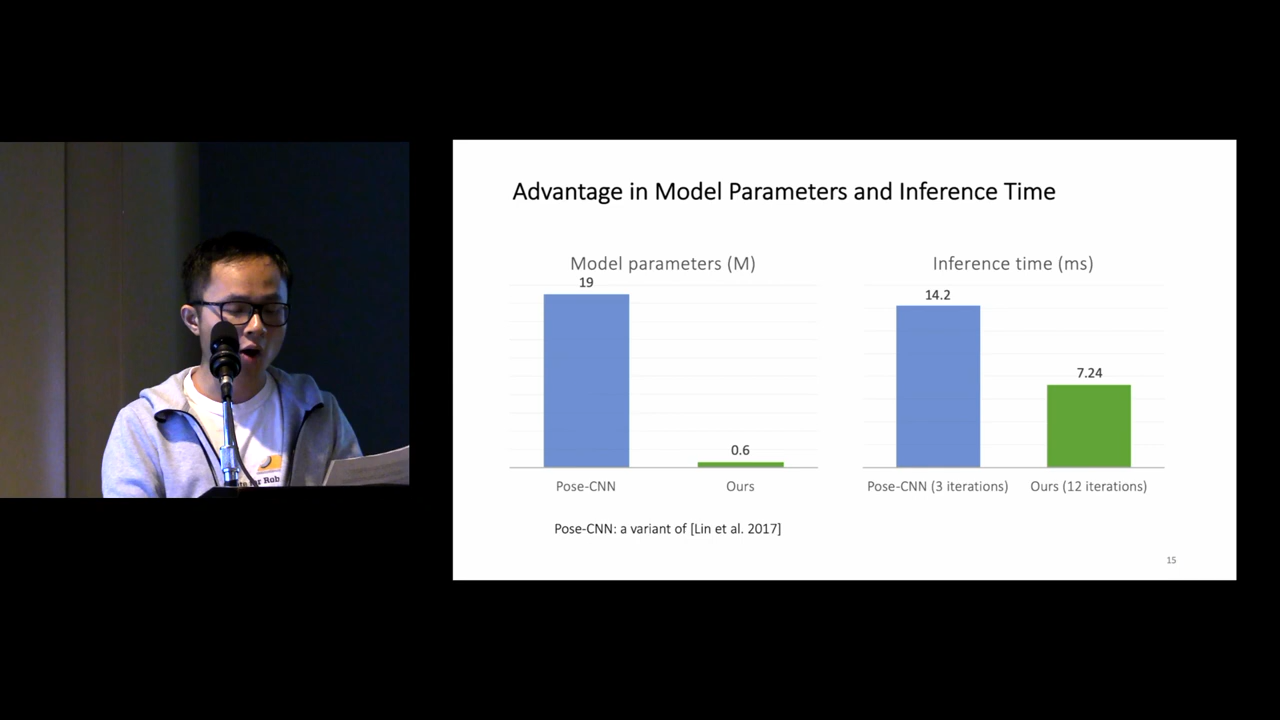 Advantage in Model Parameters and Inference Time
Model parameters (M)
19
0.6
Pose-CNN
Ours
Inference time (ms)
14.2
7.24
Pose-CNN (3 iterations)
Ours (12 iterations)
Pose-CNN: a variant of [Lin et al. 2017]
15
for Rob